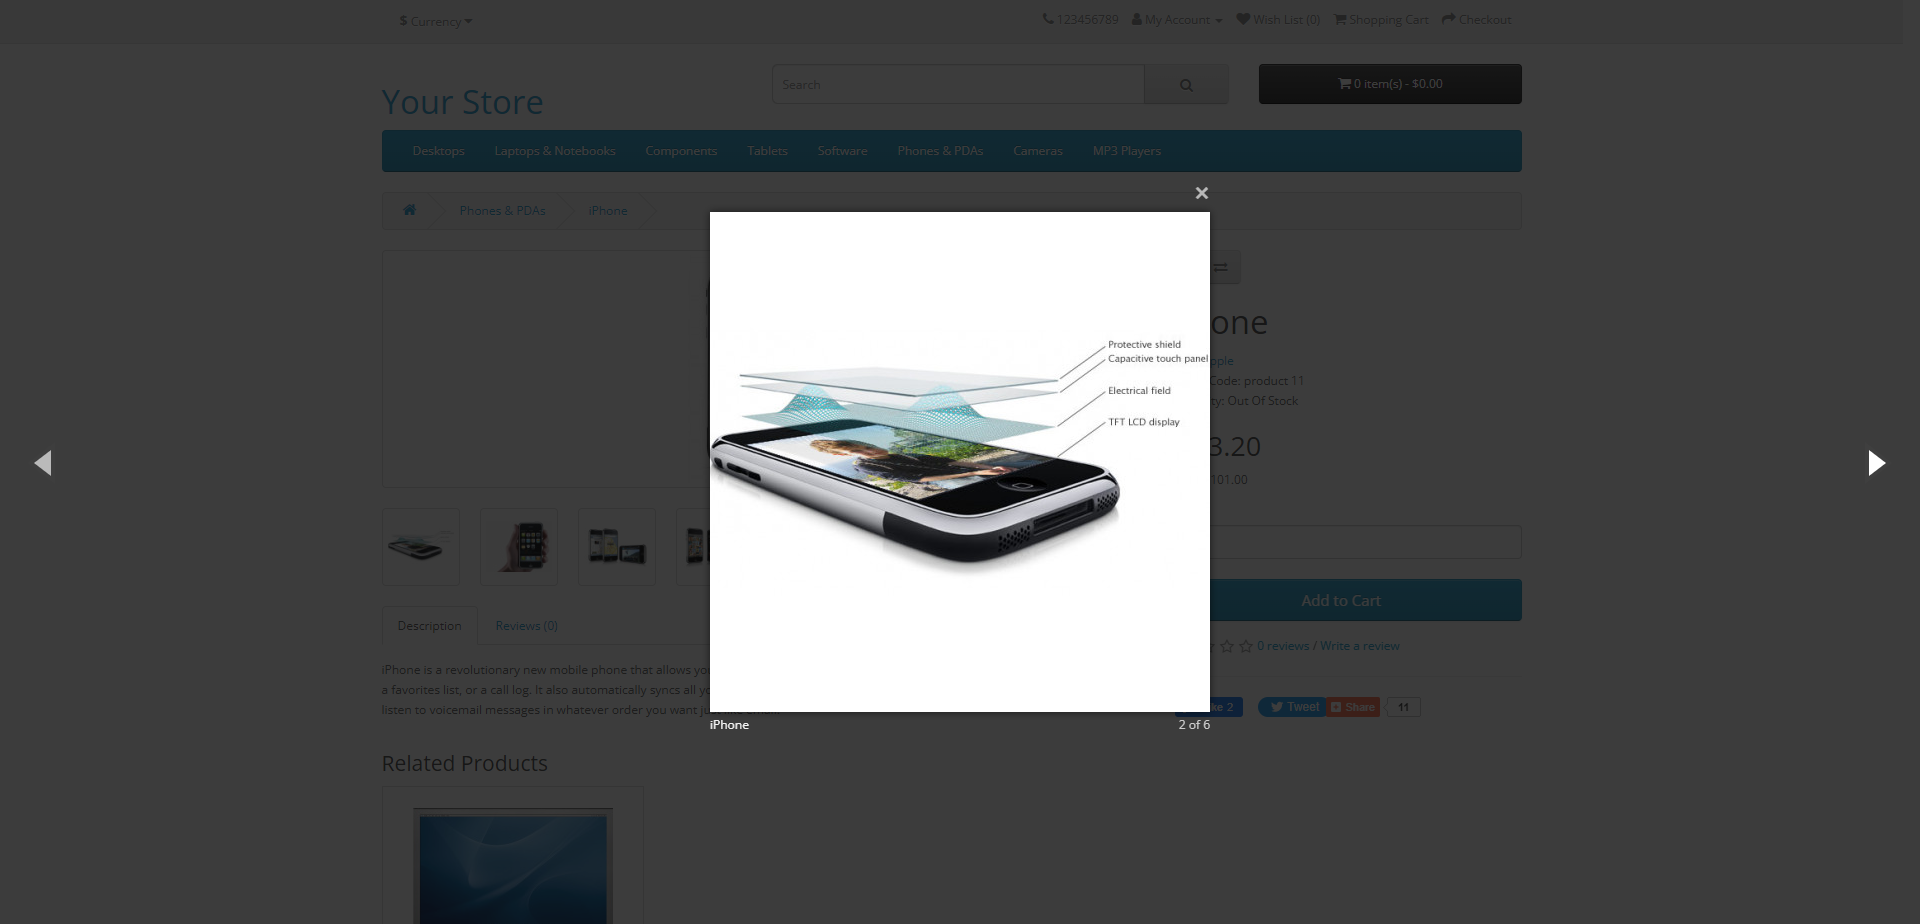 $ Currency
123456789 My Account Wish List (0) Shopping Cart Checkout
Your Store
Search
0 item(s) - $0.00
Desktops Laptops & Notebooks Components Tablets Software Phones & PDAs Cameras MP3 Players
Phones & PDAs iPhone
×
Protective shield
Capacitive touch panel
Electrical field
TFT LCD display
one
pple
Code: product 11
ty: Out Of Stock
3.20
101.00
Add to Cart
0 reviews / Write a review
Description Reviews (0)
iPhone is a revolutionary new mobile phone that allows yo
a favorites list, or a call log. It also automatically syncs all yo
listen to voicemail messages in whatever order you want
ke 2 Tweet Share 11
iPhone 2 of 6
Related Products